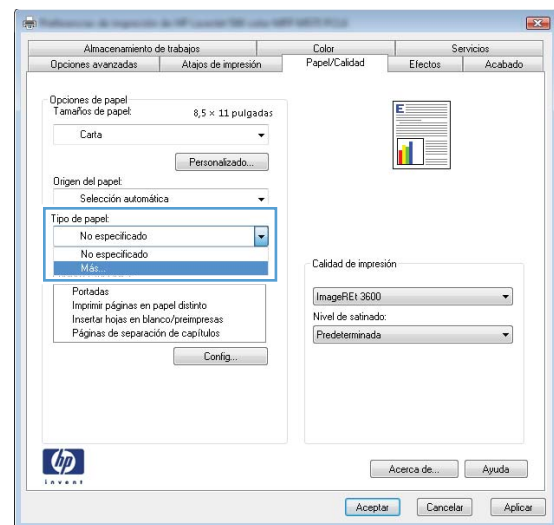 Almacenamiento de trabajos Color Servicios
Opciones avanzadas Atajos de impresión Papel/Calidad Efectos Acabado
Opciones de papel
Tamaños de papel: 8,5 × 11 pulgadas
Carta
Personalizado...
Origen del papel:
Selección automática
Tipo de papel:
No especificado
No especificado
Más...
Portadas
Imprimir páginas en papel distinto
Insertar hojas en blanco/preimpresas
Páginas de separación de capítulos
Config...
E
Calidad de impresión
ImageREt 3600
Nivel de satinado:
Predeterminada
hp
invent
Acerca de... Ayuda
Aceptar Cancelar Aplicar